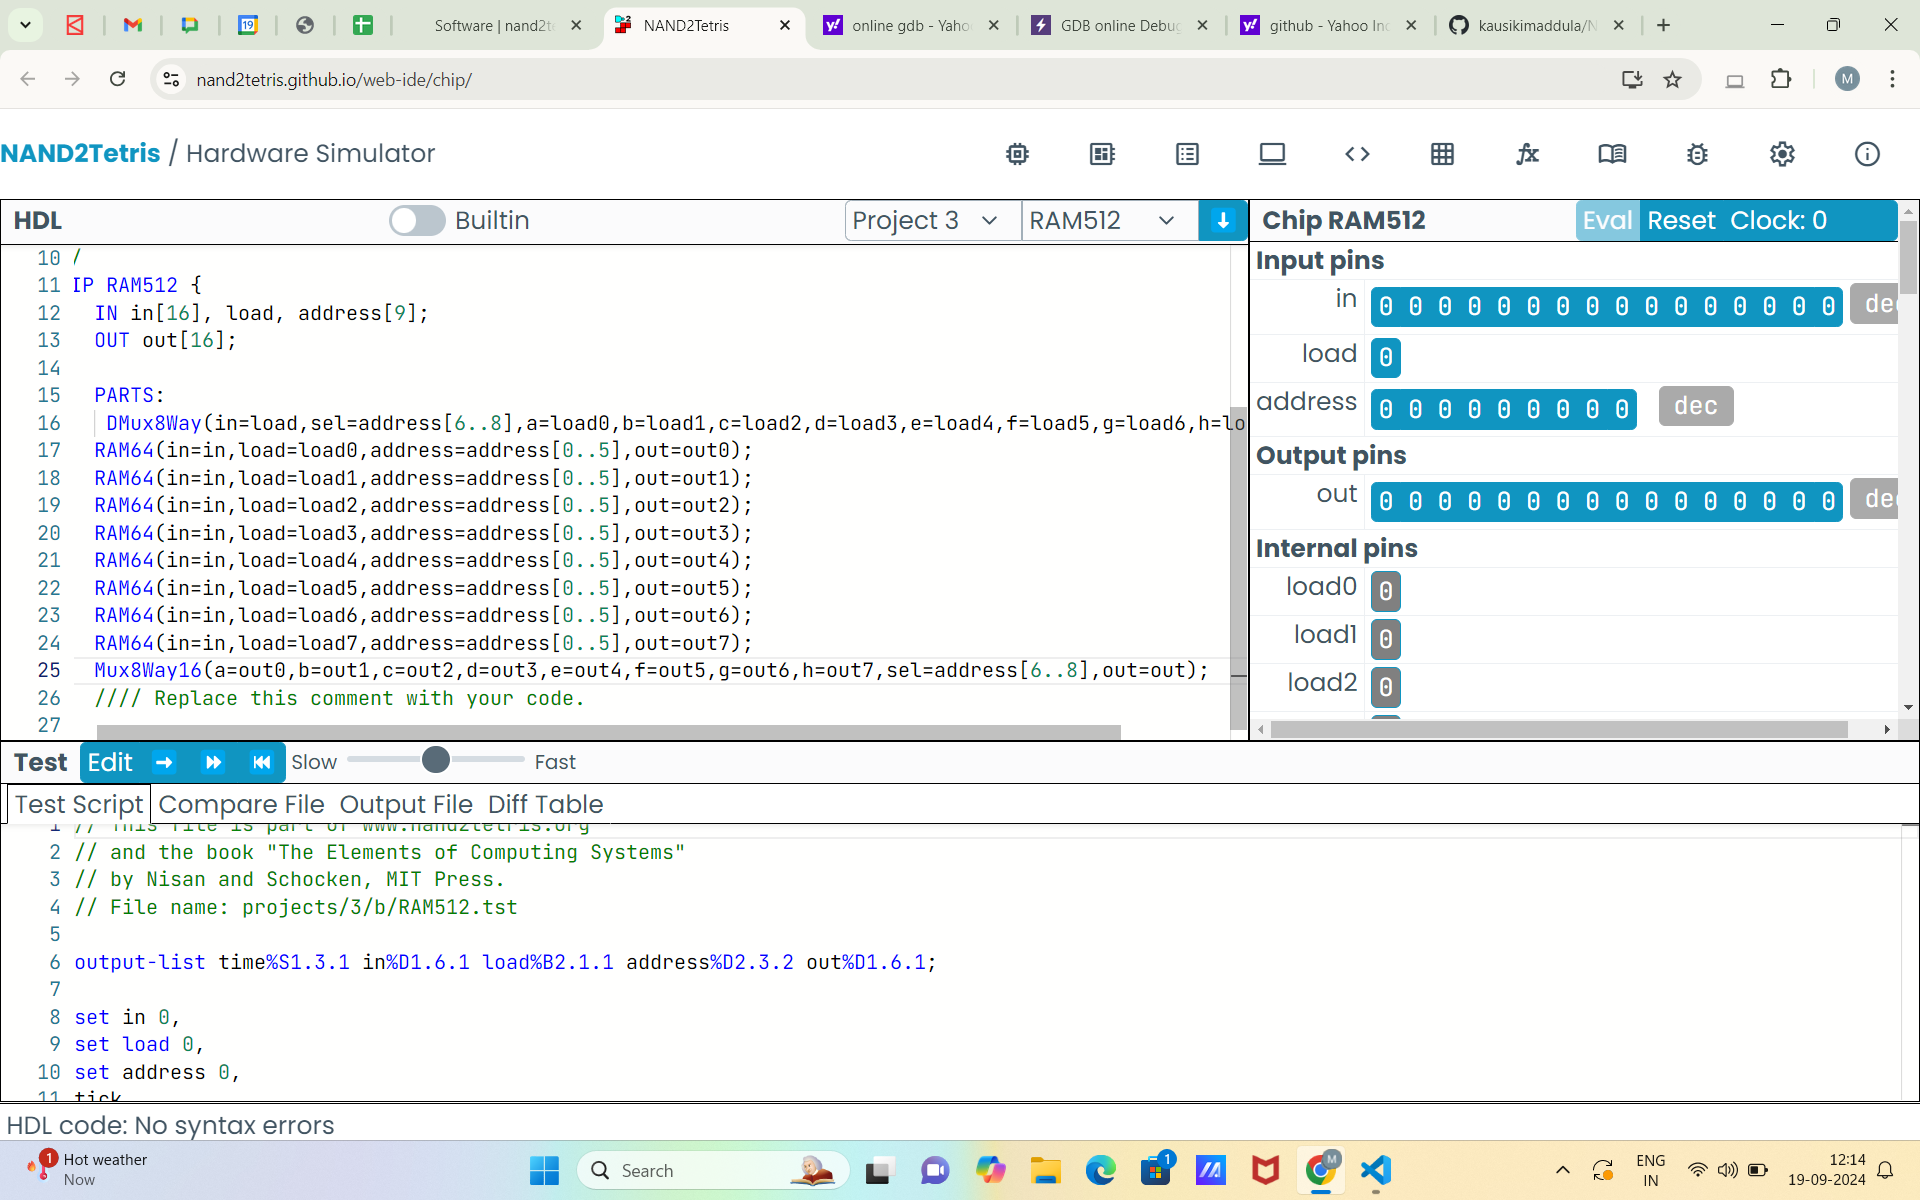 Software | nand2te
NAND2Tetris
online gdb - Yaho
GDB online Debug
github - Yahoo In
kausikimaddula/N
nand2tetris.github.io/web-ide/chip/
M
NAND2Tetris / Hardware Simulator
HDL
Builtin
Project 3
RAM512
10 /
11 IP RAM512 {
12 IN in[16], load, address[9];
13 OUT out[16];
14
15 PARTS:
16 DMux8Way(in=load,sel=address[6..8],a=load0,b=load1,c=load2,d=load3,e=load4,f=load5,g=load6,h=lo
17 RAM64(in=in,load=load0,address=address[0..5],out=out0);
18 RAM64(in=in,load=load1,address=address[0..5],out=out1);
19 RAM64(in=in,load=load2,address=address[0..5],out=out2);
20 RAM64(in=in,load=load3,address=address[0..5],out=out3);
21 RAM64(in=in,load=load4,address=address[0..5],out=out4);
22 RAM64(in=in,load=load5,address=address[0..5],out=out5);
23 RAM64(in=in,load=load6,address=address[0..5],out=out6);
24 RAM64(in=in,load=load7,address=address[0..5],out=out7);
25 Mux8Way16(a=out0,b=out1,c=out2,d=out3,e=out4,f=out5,g=out6,h=out7,sel=address[6..8],out=out);
26 //// Replace this comment with your code.
27
Chip RAM512
Eval Reset Clock: 0
Input pins
in 0 0 0 0 0 0 0 0 0 0 0 0 0 0 0 0 dec
load 0
address 0 0 0 0 0 0 0 0 0 dec
Output pins
out 0 0 0 0 0 0 0 0 0 0 0 0 0 0 0 0 dec
Internal pins
load0 0
load1 0
load2 0
Test Edit Slow Fast
Test Script Compare File Output File Diff Table
1 // This file is part of www.nand2tetris.org
2 // and the book "The Elements of Computing Systems"
3 // by Nisan and Schocken, MIT Press.
4 // File name: projects/3/b/RAM512.tst
5
6 output-list time%S1.3.1 in%D1.6.1 load%B2.1.1 address%D2.3.2 out%D1.6.1;
7
8 set in 0,
9 set load 0,
10 set address 0,
11 tick
HDL code: No syntax errors
1
Hot weather
Now
Search
1
M
ENG
IN
12:14
19-09-2024